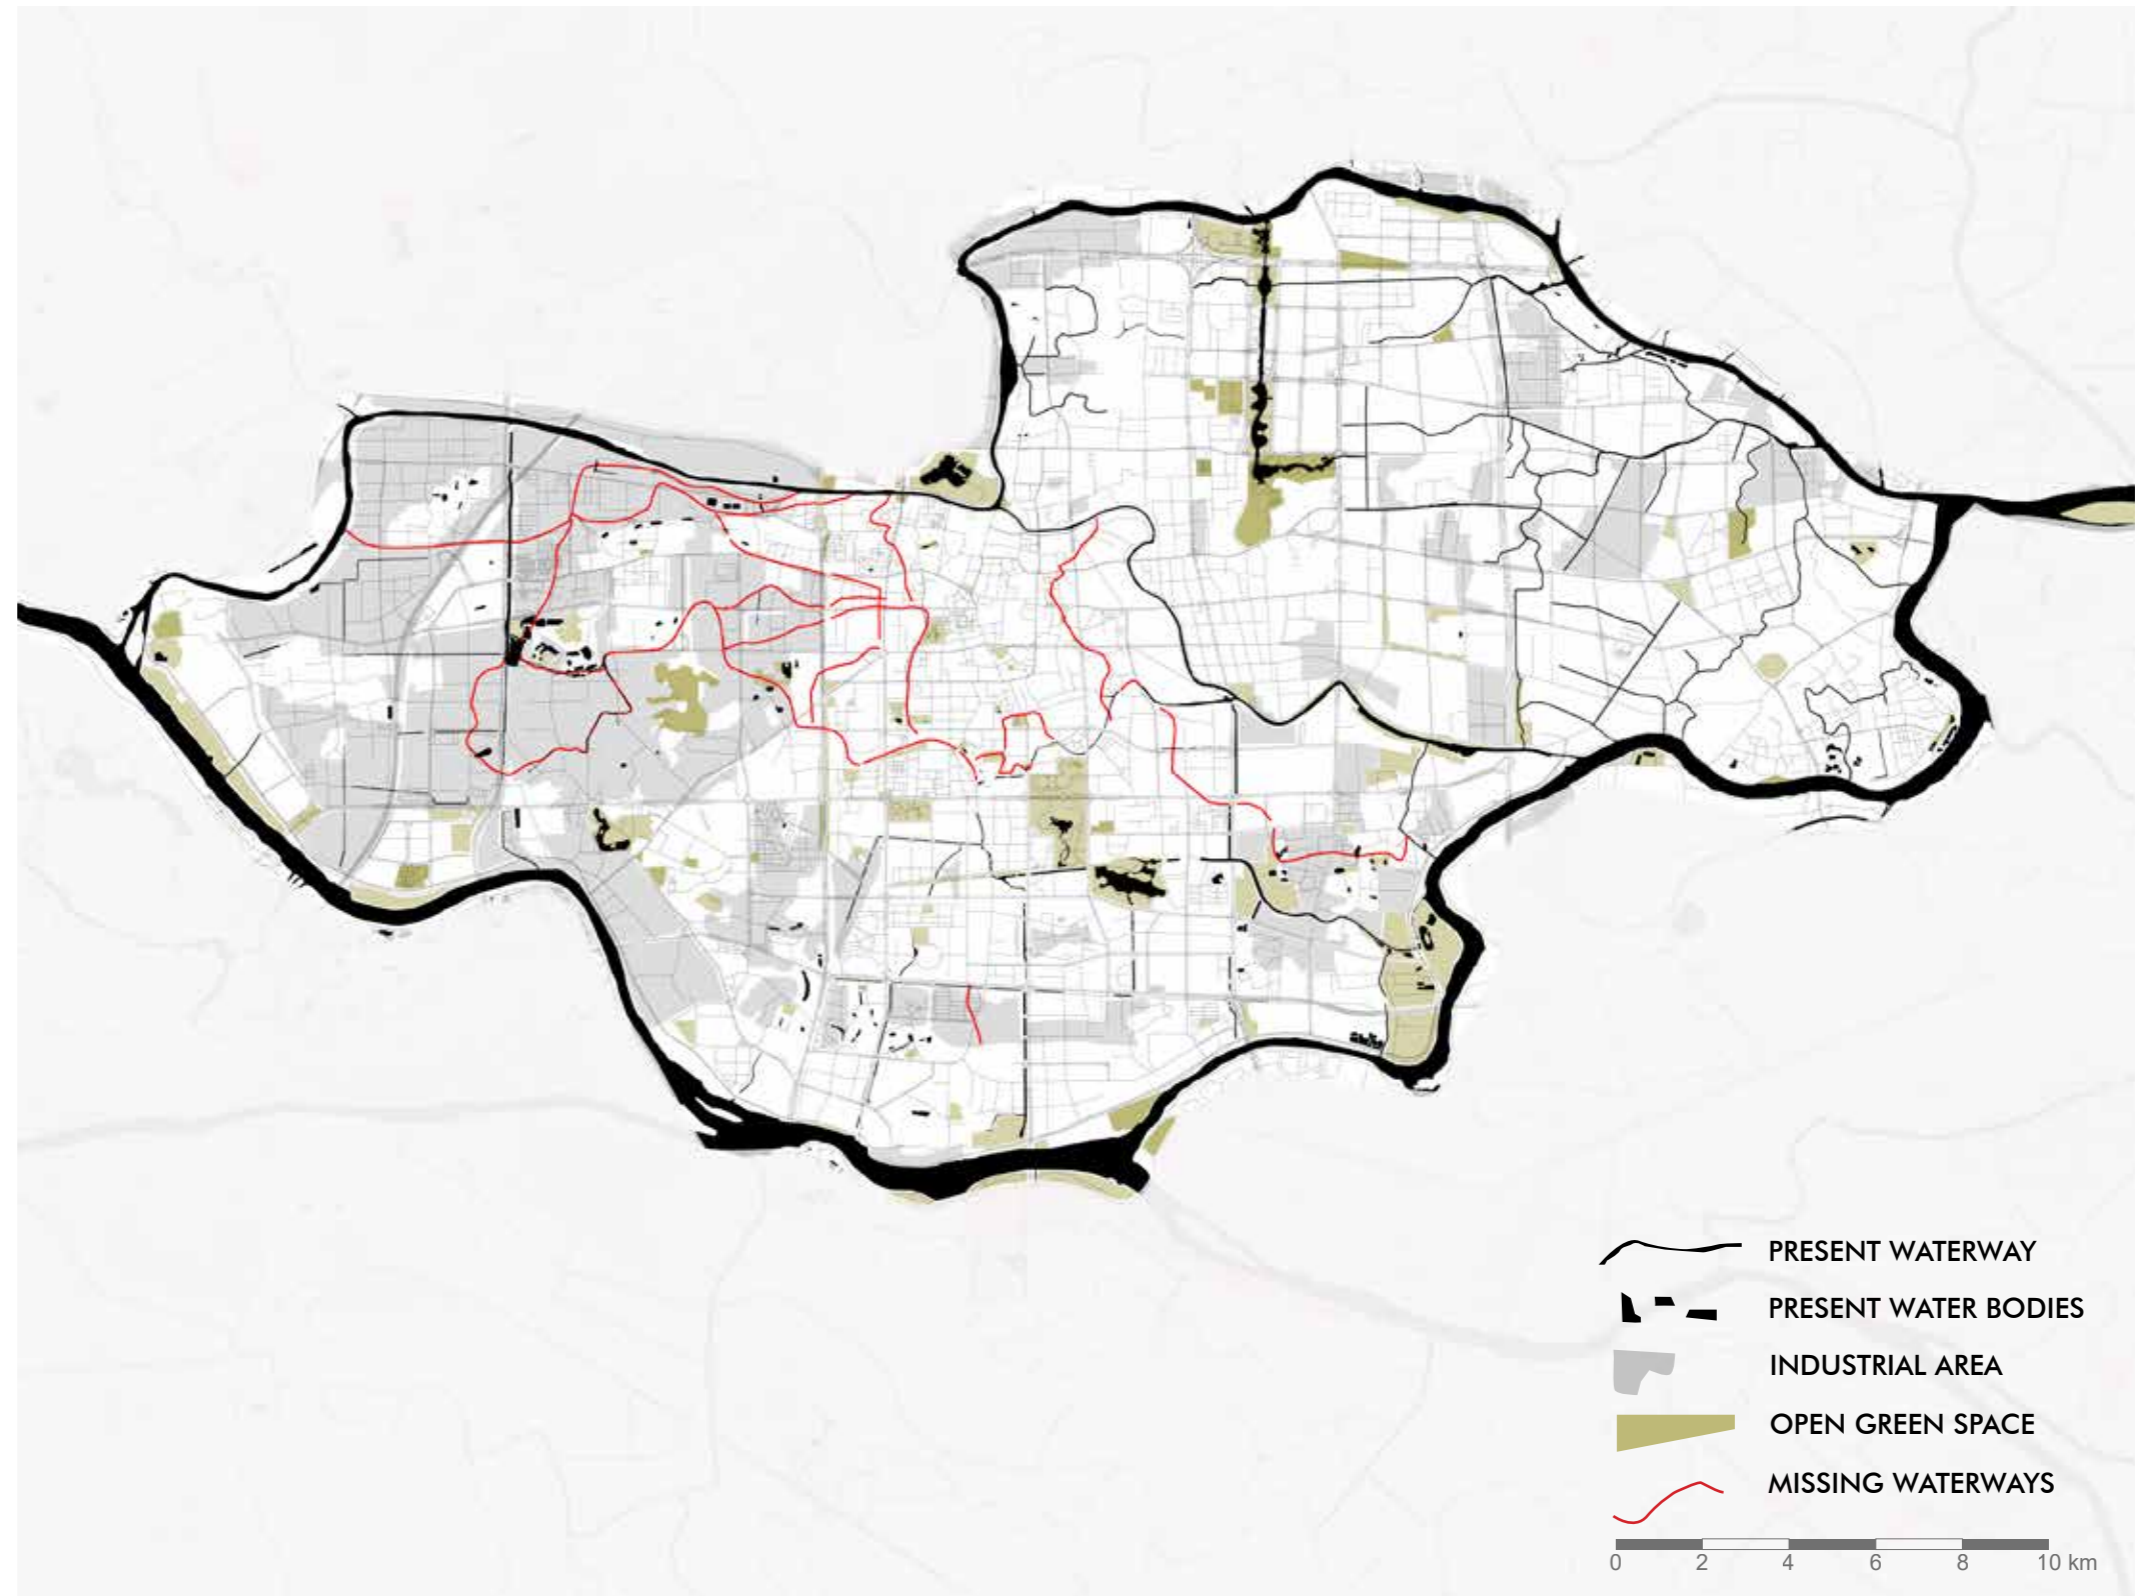 PRESENT WATERWAY
PRESENT WATER BODIES
INDUSTRIAL AREA
OPEN GREEN SPACE
MISSING WATERWAYS
0 2 4 6 8 10 km